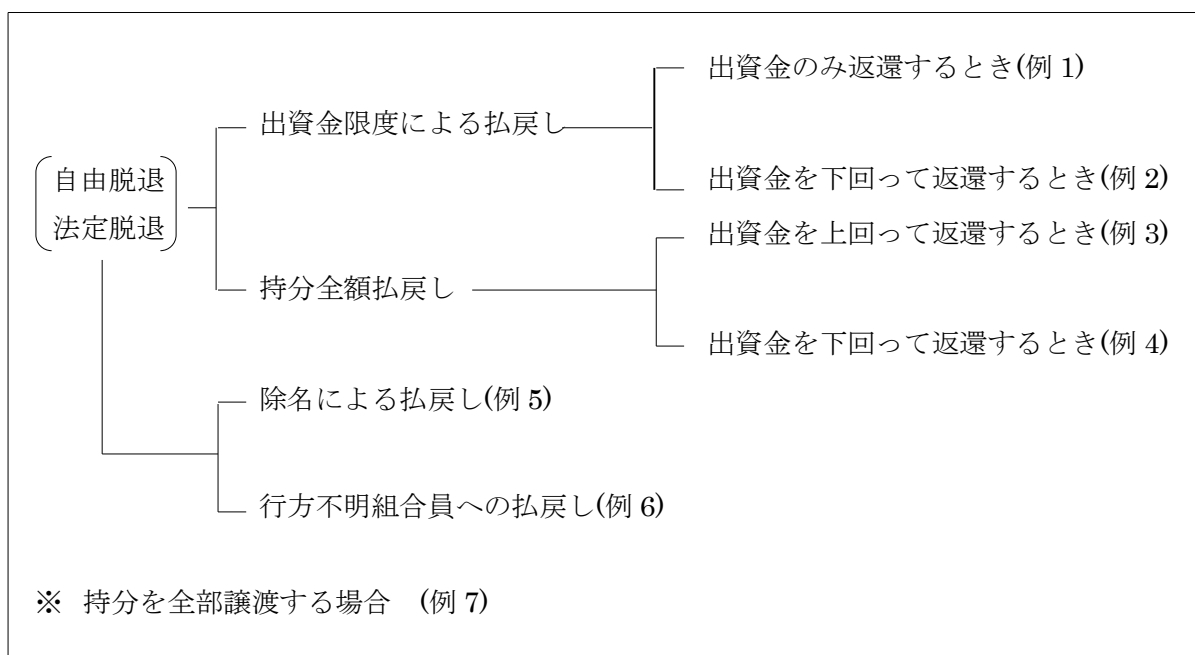 出資金のみ返還するとき(例 1)
出資金限度による払戻し
出資金を下回って返還するとき(例 2)
自由脱退
法定脱退
出資金を上回って返還するとき(例 3)
持分全額払戻し
出資金を下回って返還するとき(例 4)
除名による払戻し(例 5)
行方不明組合員への払戻し(例 6)
※ 持分を全部譲渡する場合 (例 7)